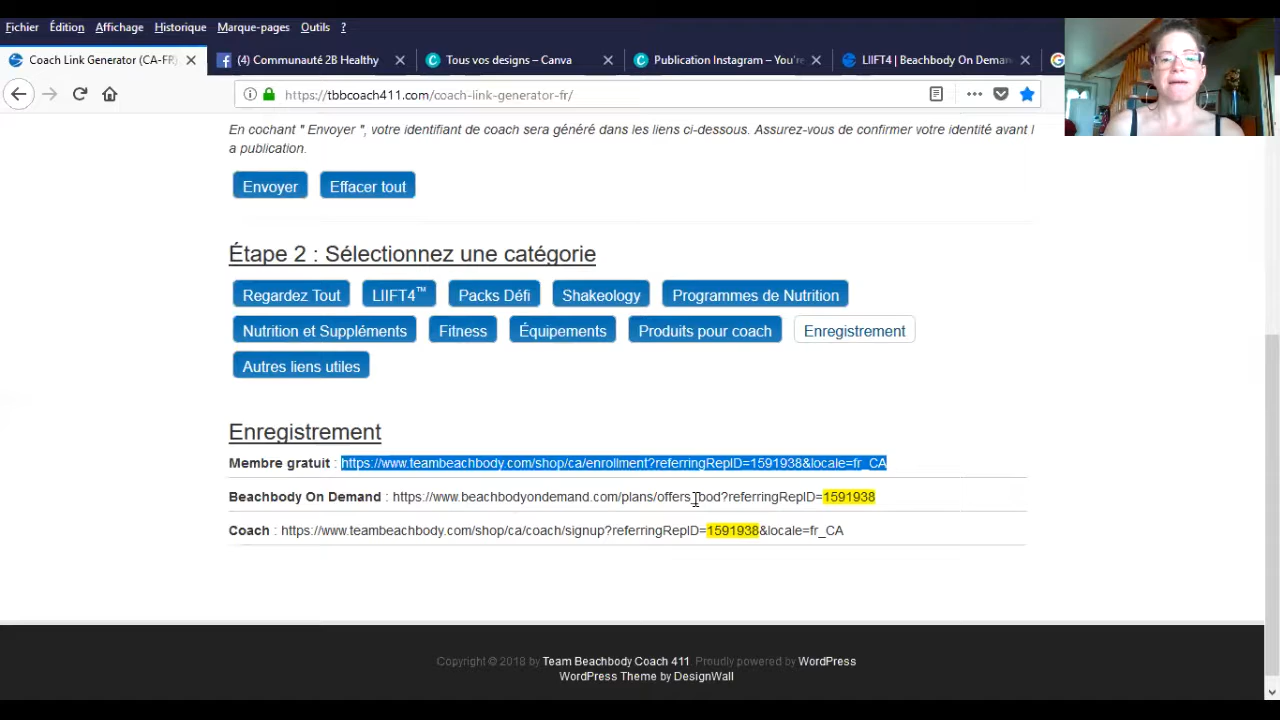 Fichier Édition Affichage Historique Marque-pages Outils ?
Coach Link Generator (CA-FR) (4) Communauté 2B Healthy Tous vos designs – Canva Publication Instagram – You're LIIFT4 | Beachbody On Deman
https://tbbcoach411.com/coach-link-generator-fr/
En cochant " Envoyer ", votre identifiant de coach sera généré dans les liens ci-dessous. Assurez-vous de confirmer votre identité avant l
a publication.
Envoyer Effacer tout
Étape 2 : Sélectionnez une catégorie
Regardez Tout LIIFT4™ Packs Défi Shakeology Programmes de Nutrition
Nutrition et Suppléments Fitness Équipements Produits pour coach Enregistrement
Autres liens utiles
Enregistrement
Membre gratuit : https://www.teambeachbody.com/shop/ca/enrollment?referringRepID=1591938&locale=fr_CA
Beachbody On Demand : https://www.beachbodyondemand.com/plans/offers_bod?referringRepID=1591938
Coach : https://www.teambeachbody.com/shop/ca/coach/signup?referringRepID=1591938&locale=fr_CA
Copyright © 2018 by Team Beachbody Coach 411. Proudly powered by WordPress
WordPress Theme by DesignWall